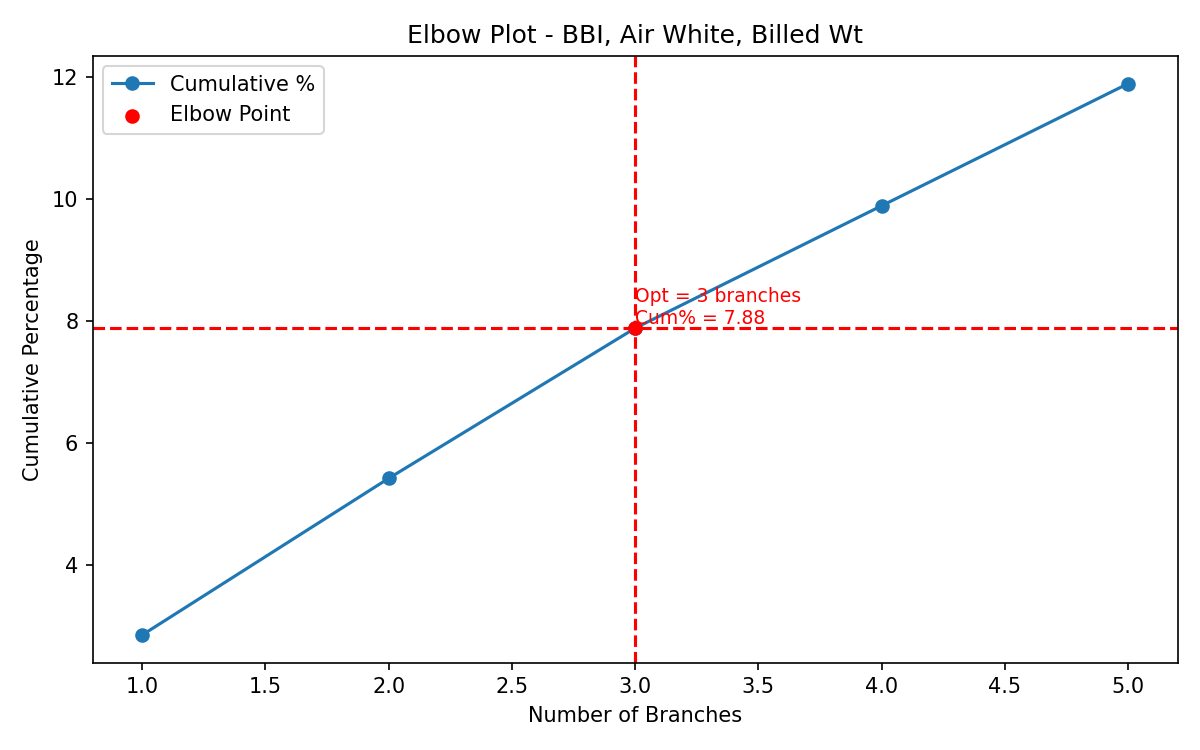 Elbow Plot - BBI, Air White, Billed Wt
Cumulative %
Elbow Point
Opt = 3 branches
Cum% = 7.88
Cumulative Percentage
12
10
8
6
4
1.0 1.5 2.0 2.5 3.0 3.5 4.0 4.5 5.0
Number of Branches